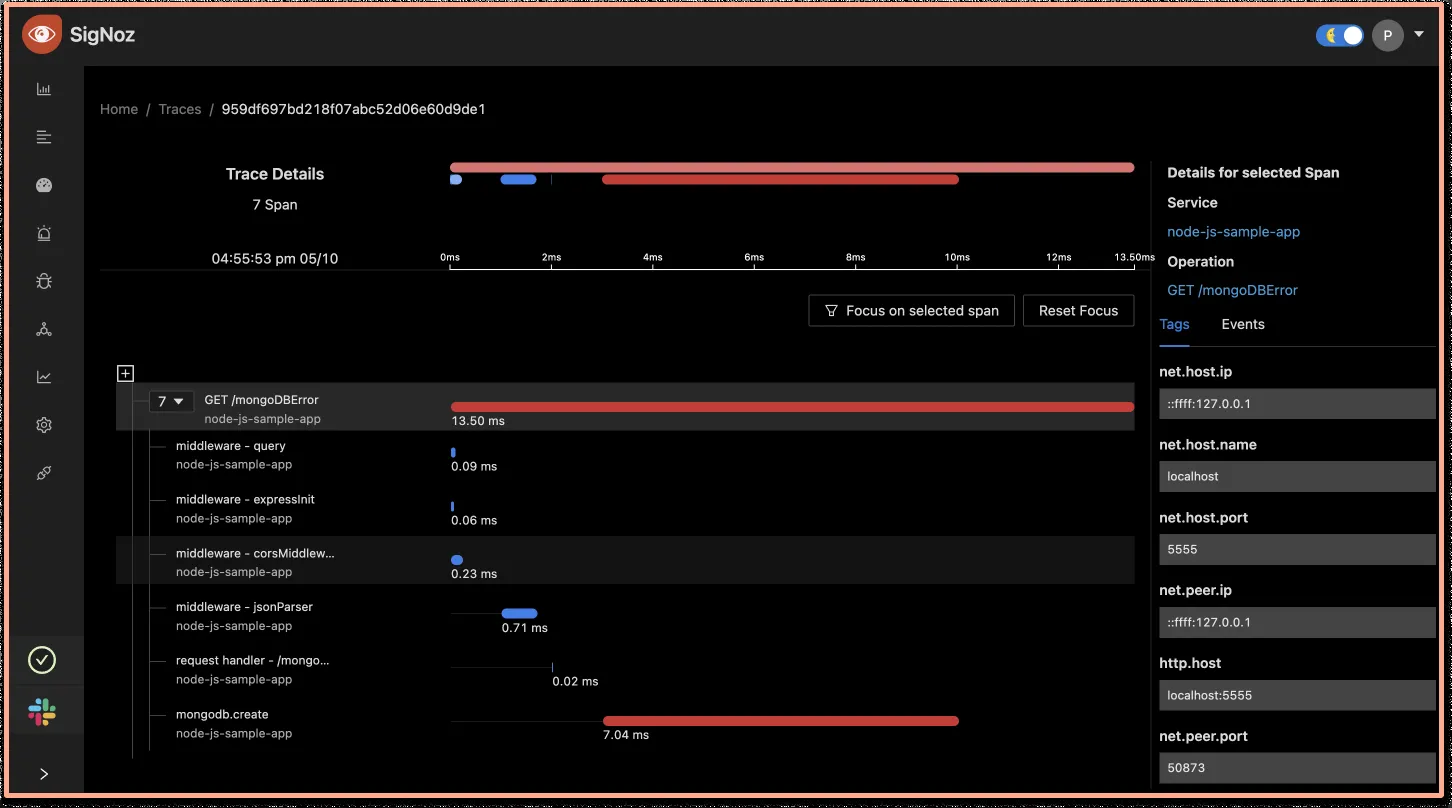 SigNoz
P
Home / Traces / 959df697bd218f07abc52d06e60d9de1
Trace Details
7 Span
04:55:53 pm 05/10
0ms 2ms 4ms 6ms 8ms 10ms 12ms 13.50ms
Focus on selected span Reset Focus
7 GET /mongoDBError
node-js-sample-app
13.50 ms
middleware - query
node-js-sample-app
0.09 ms
middleware - expressInit
node-js-sample-app
0.06 ms
middleware - corsMiddlew...
node-js-sample-app
0.23 ms
middleware - jsonParser
node-js-sample-app
0.71 ms
request handler - /mongo...
node-js-sample-app
0.02 ms
mongodb.create
node-js-sample-app
7.04 ms
Details for selected Span
Service
node-js-sample-app
Operation
GET /mongoDBError
Tags Events
net.host.ip
::ffff:127.0.0.1
net.host.name
localhost
net.host.port
5555
net.peer.ip
::ffff:127.0.0.1
http.host
localhost:5555
net.peer.port
50873